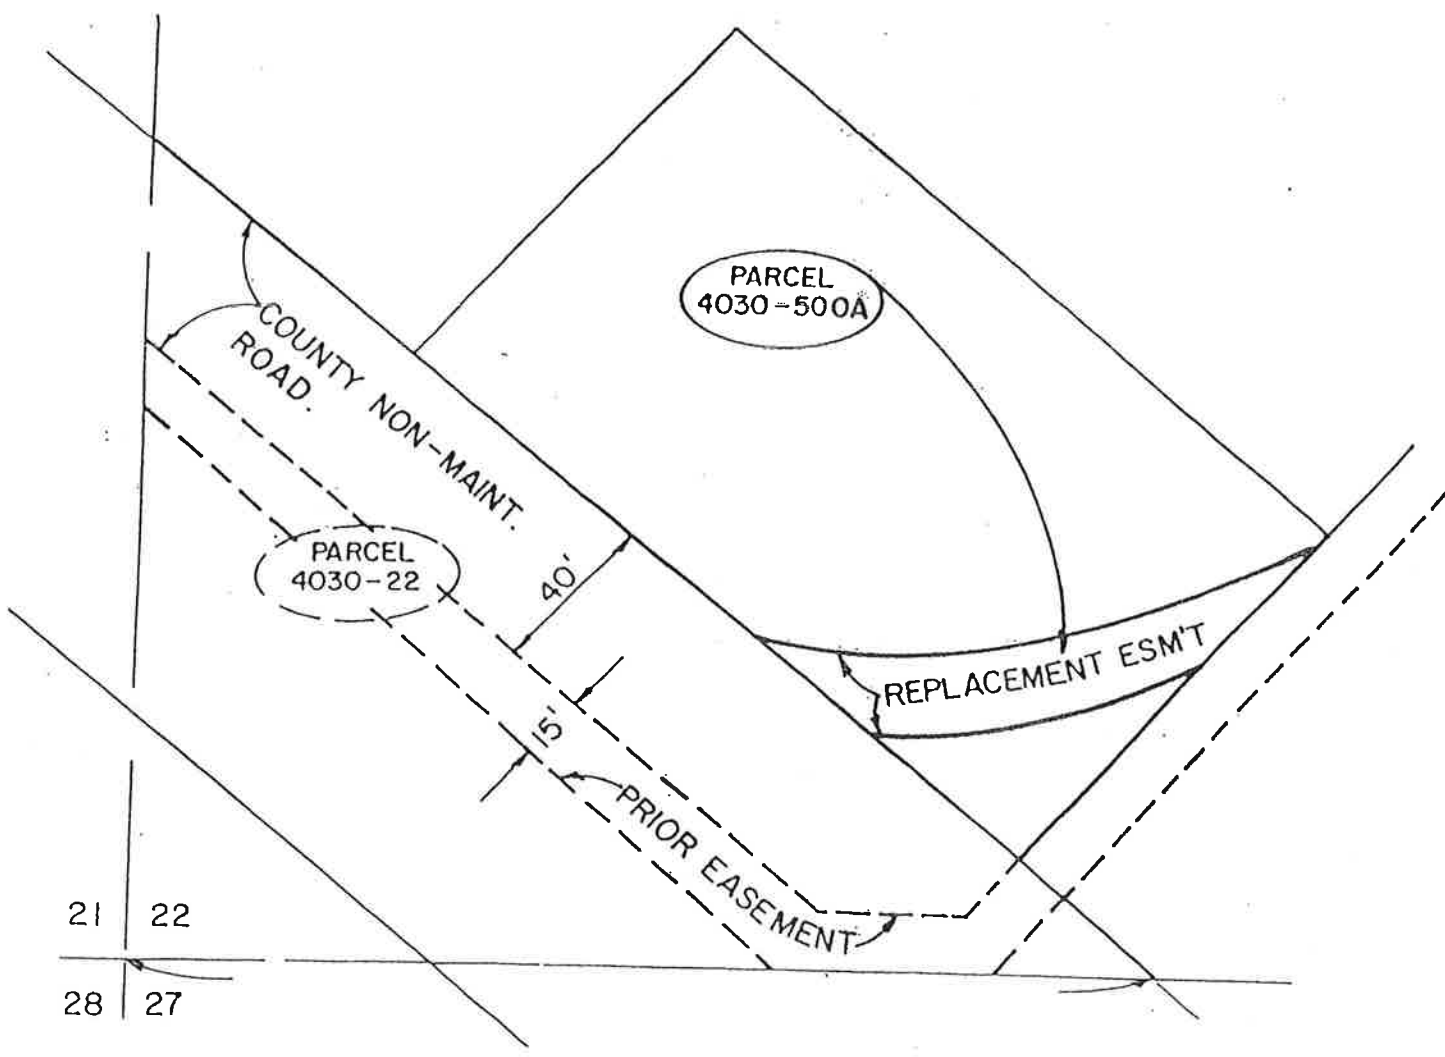 PARCEL
4030-500A
COUNTY NON-MAINT.
ROAD.
PARCEL
4030-22
40'
15'
REPLACEMENT ESM'T
PRIOR EASEMENT
21 22
28 27